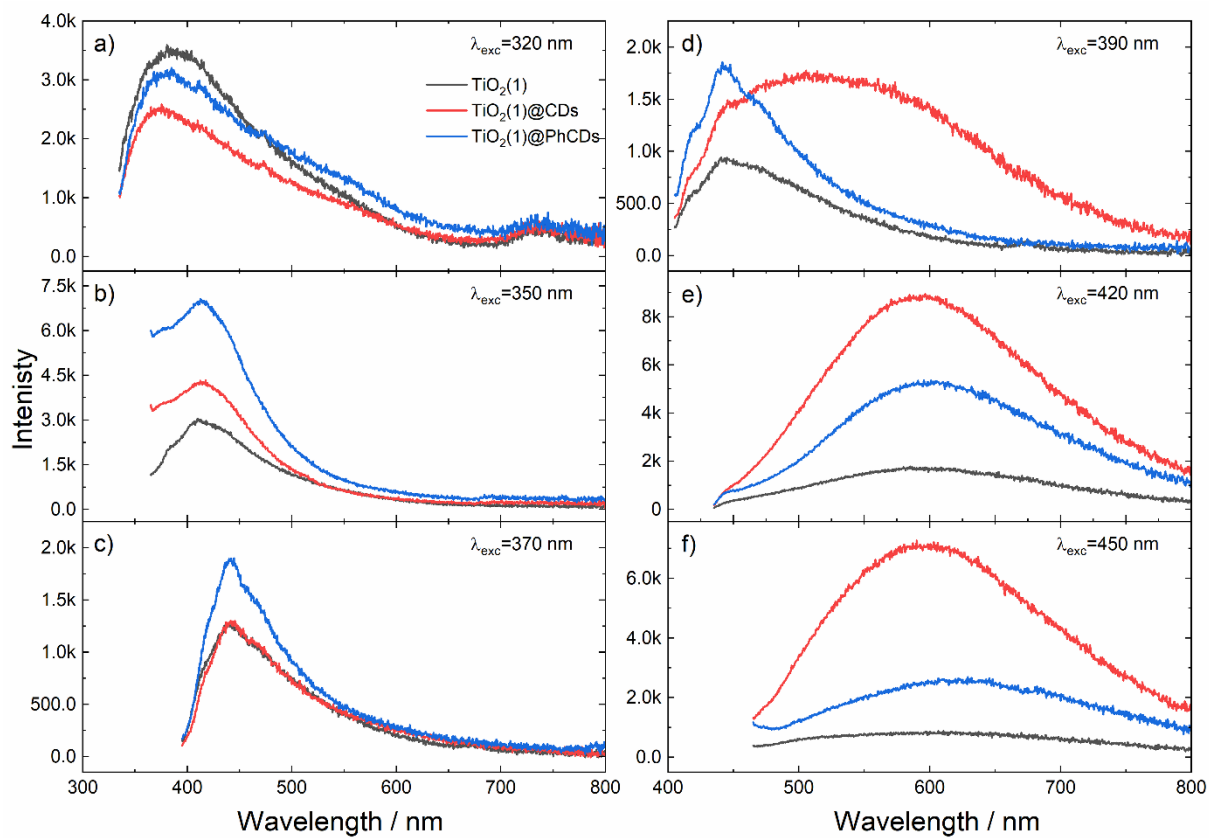 a)
λexc=320 nm
TiO2(1)
TiO2(1)@CDs
TiO2(1)@PhCDs
4.0k
3.0k
2.0k
1.0k
0.0
b)
λexc=350 nm
7.5k
6.0k
4.5k
3.0k
1.5k
0.0
Intenisty
c)
λexc=370 nm
2.0k
1.5k
1.0k
500.0
0.0
300 400 500 600 700 800
Wavelength / nm
d)
λexc=390 nm
2.0k
1.5k
1.0k
500.0
0.0
e)
λexc=420 nm
8k
6k
4k
2k
0
f)
λexc=450 nm
6.0k
4.0k
2.0k
0.0
400 500 600 700 800
Wavelength / nm